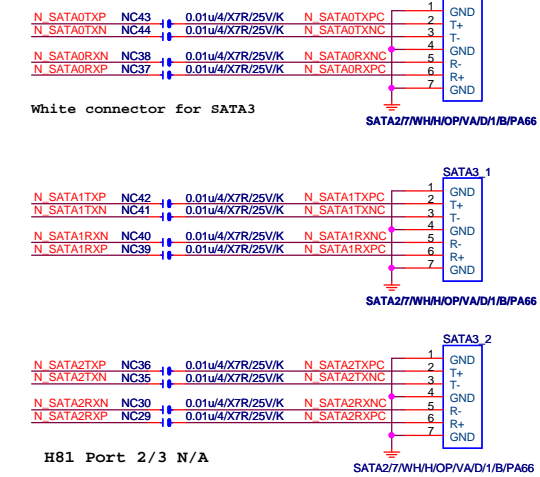 1 GND
N_SATA0TXP NC43 0.01u/4/X7R/25V/K N_SATA0TXPC 2 T+
N_SATA0TXN NC44 0.01u/4/X7R/25V/K N_SATA0TXNC 3 T-
4 GND
N_SATA0RXN NC38 0.01u/4/X7R/25V/K N_SATA0RXNC 5 R-
N_SATA0RXP NC37 0.01u/4/X7R/25V/K N_SATA0RXPC 6 R+
7 GND
White connector for SATA3
SATA2/7/WH/H/OP/VA/D/1/B/PA66
SATA3_1
1 GND
N_SATA1TXP NC42 0.01u/4/X7R/25V/K N_SATA1TXPC 2 T+
N_SATA1TXN NC41 0.01u/4/X7R/25V/K N_SATA1TXNC 3 T-
4 GND
N_SATA1RXN NC40 0.01u/4/X7R/25V/K N_SATA1RXNC 5 R-
N_SATA1RXP NC39 0.01u/4/X7R/25V/K N_SATA1RXPC 6 R+
7 GND
SATA2/7/WH/H/OP/VA/D/1/B/PA66
SATA3_2
1 GND
N_SATA2TXP NC36 0.01u/4/X7R/25V/K N_SATA2TXPC 2 T+
N_SATA2TXN NC35 0.01u/4/X7R/25V/K N_SATA2TXNC 3 T-
4 GND
N_SATA2RXN NC30 0.01u/4/X7R/25V/K N_SATA2RXNC 5 R-
N_SATA2RXP NC29 0.01u/4/X7R/25V/K N_SATA2RXPC 6 R+
7 GND
H81 Port 2/3 N/A
SATA2/7/WH/H/OP/VA/D/1/B/PA66